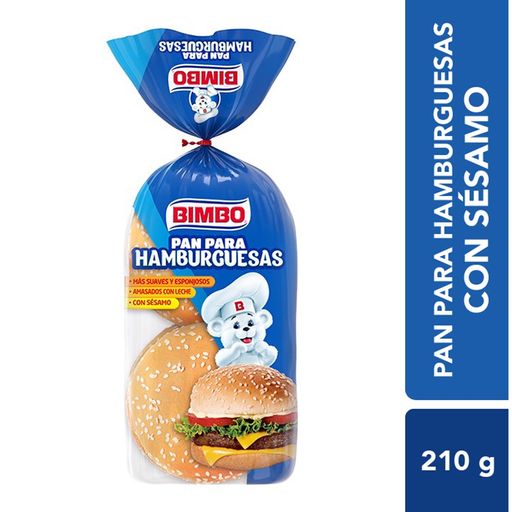 PAN PARA
HAMBURGUESAS
BIMBO
BIMBO
PAN PARA
HAMBURGUESAS
• MÁS SUAVES Y ESPONJOSOS
• AMASADOS CON LECHE
• CON SÉSAMO
B
PAN PARA HAMBURGUESAS
CON SÉSAMO
210 g